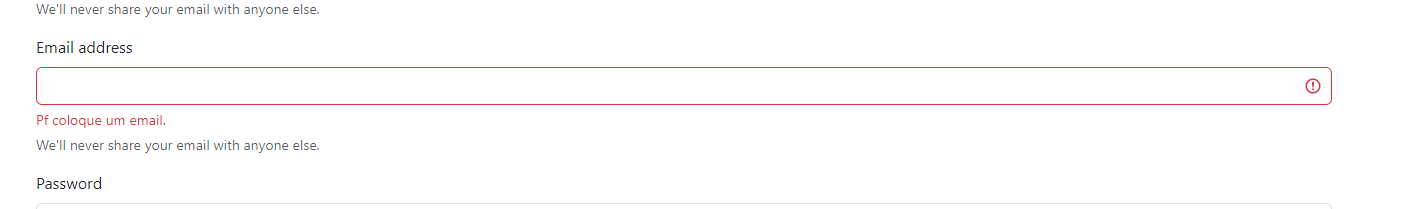 We'll never share your email with anyone else.
Email address
Pf coloque um email.
We'll never share your email with anyone else.
Password